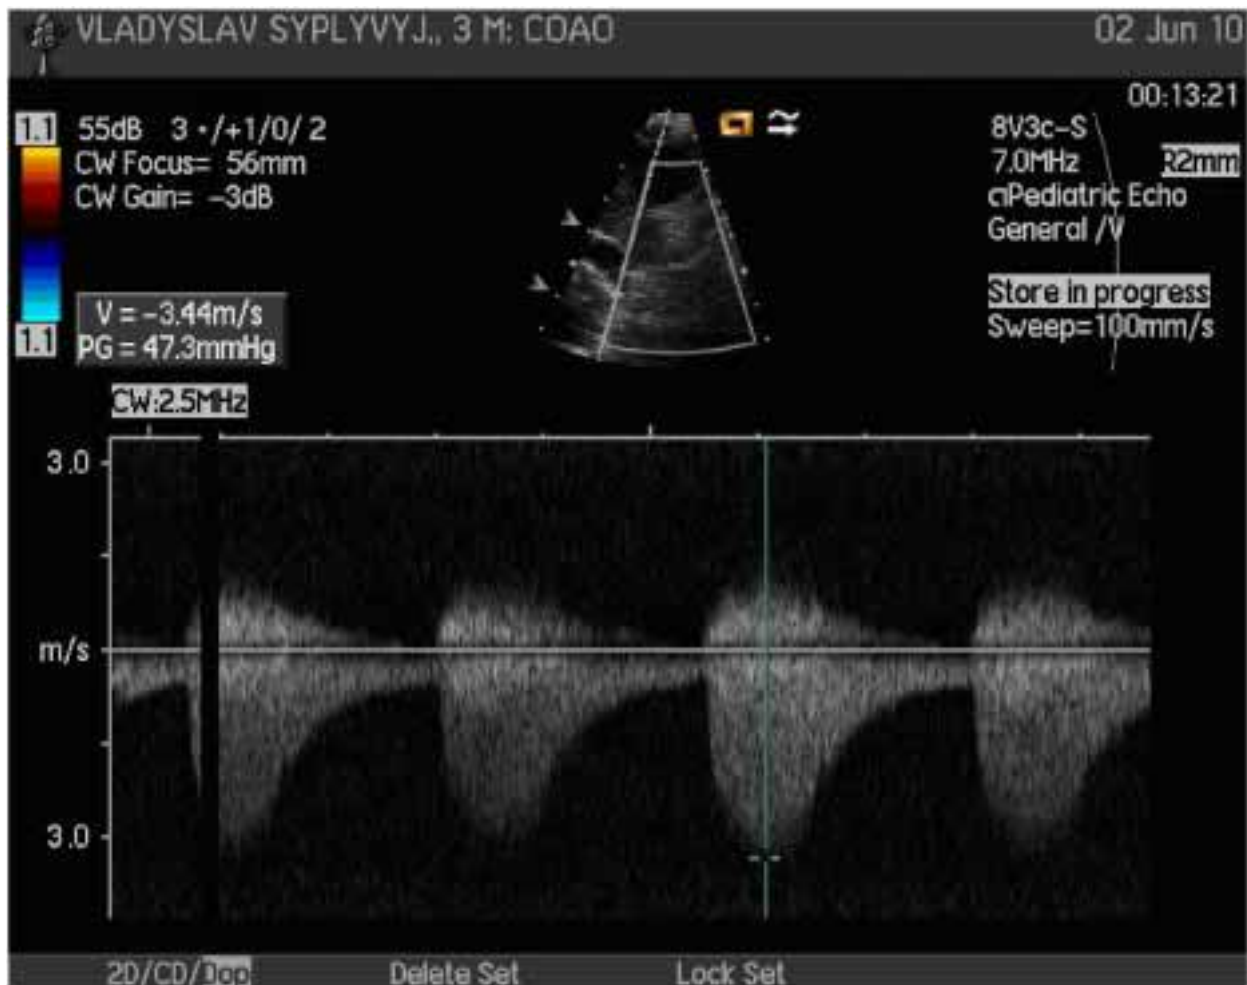 VLADYSLAV SYPLYVYJ,, 3 M: COAO
02 Jun 10
00:13:21
1.1
55dB 3 •/+1/0/ 2
CW Focus= 56mm
CW Gain= -3dB
8V3c-S
7.0MHz R2mm
Pediatric Echo
General /V
Store in progress
Sweep=100mm/s
V = -3.44m/s
1.1
PG = 47.3mmHg
CW:2.5MHz
3.0
m/s
3.0
2D/CD/Dop Delete Set Lock Set